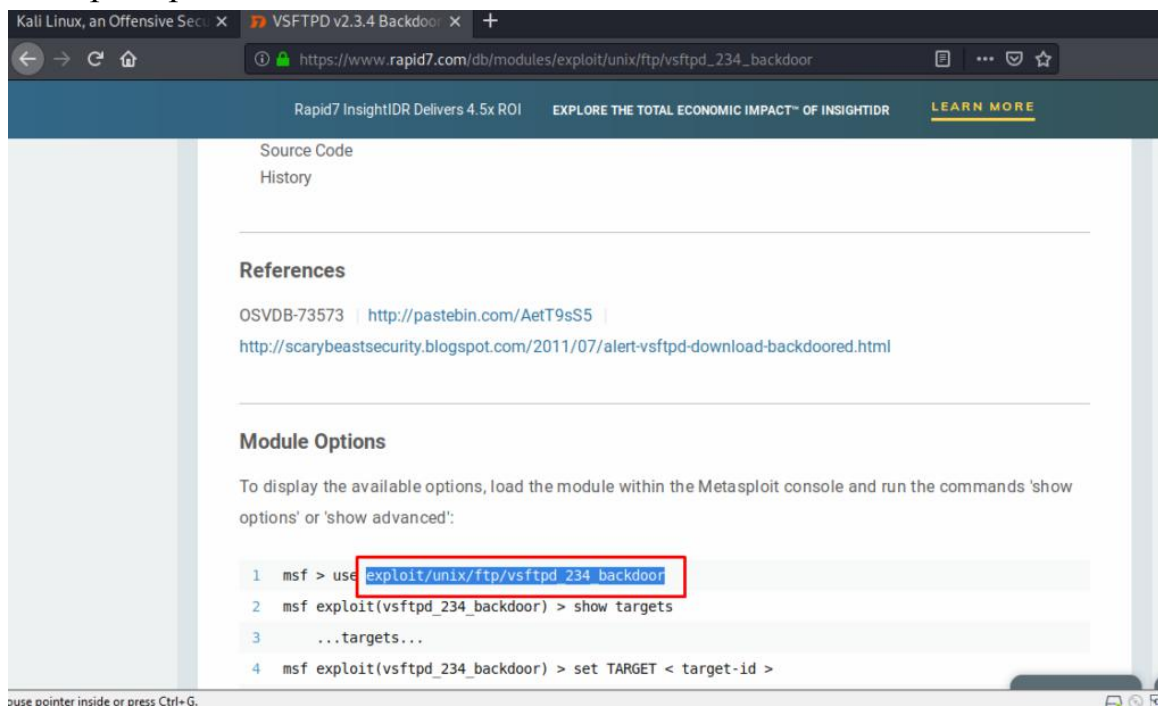 Kali Linux, an Offensive Secu × VSFTPD v2.3.4 Backdoor × +
https://www.rapid7.com/db/modules/exploit/unix/ftp/vsftpd_234_backdoor
Rapid7 InsightIDR Delivers 4.5x ROI EXPLORE THE TOTAL ECONOMIC IMPACT™ OF INSIGHTIDR LEARN MORE
Source Code
History
References
OSVDB-73573 | http://pastebin.com/AetT9sS5 |
http://scarybeastsecurity.blogspot.com/2011/07/alert-vsftpd-download-backdoored.html
Module Options
To display the available options, load the module within the Metasploit console and run the commands 'show
options' or 'show advanced':
1 msf > use exploit/unix/ftp/vsftpd_234_backdoor
2 msf exploit(vsftpd_234_backdoor) > show targets
3 ...targets...
4 msf exploit(vsftpd_234_backdoor) > set TARGET < target-id >
ouse pointer inside or press Ctrl+G.